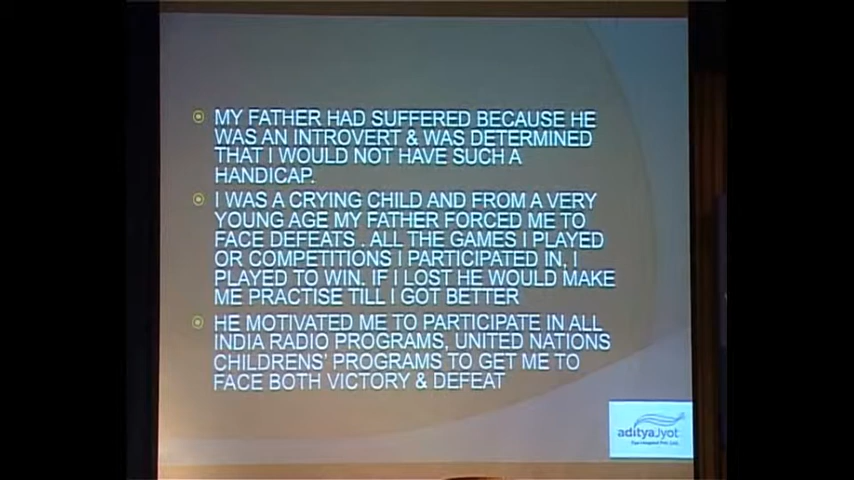 MY FATHER HAD SUFFERED BECAUSE HE
WAS AN INTROVERT & WAS DETERMINED
THAT I WOULD NOT HAVE SUCH A
HANDICAP.
I WAS A CRYING CHILD AND FROM A VERY
YOUNG AGE MY FATHER FORCED ME TO
FACE DEFEATS . ALL THE GAMES I PLAYED
OR COMPETITIONS I PARTICIPATED IN, I
PLAYED TO WIN. IF I LOST HE WOULD MAKE
ME PRACTISE TILL I GOT BETTER
HE MOTIVATED ME TO PARTICIPATE IN ALL
INDIA RADIO PROGRAMS, UNITED NATIONS
CHILDRENS' PROGRAMS TO GET ME TO
FACE BOTH VICTORY & DEFEAT
adityaJyot